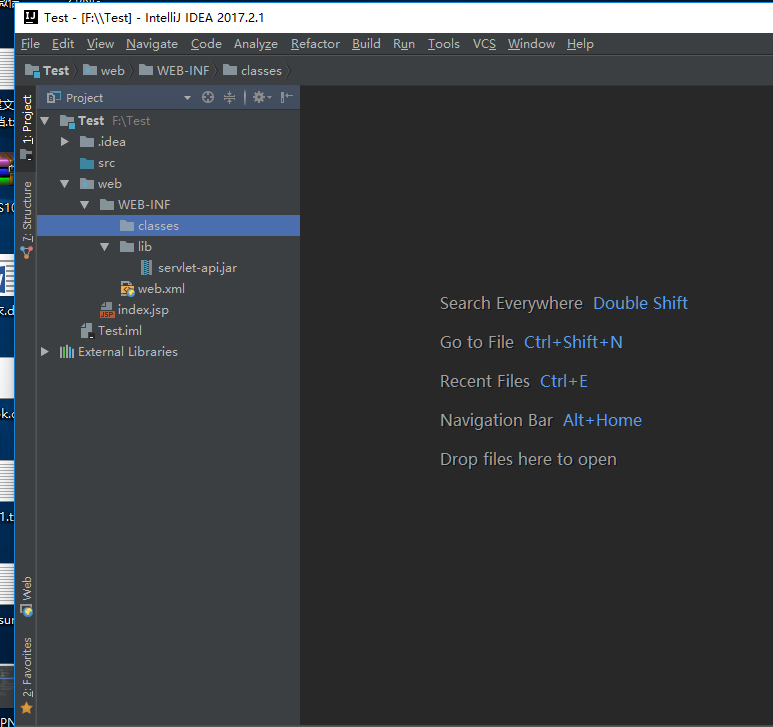 Test - [F:\\Test] - IntelliJ IDEA 2017.2.1
File Edit View Navigate Code Analyze Refactor Build Run Tools VCS Window Help
Test web WEB-INF classes
1: Project
7: Structure
Web
2: Favorites
Project
Test F:\Test
.idea
src
web
WEB-INF
classes
lib
servlet-api.jar
web.xml
index.jsp
Test.iml
External Libraries
Search Everywhere Double Shift
Go to File Ctrl+Shift+N
Recent Files Ctrl+E
Navigation Bar Alt+Home
Drop files here to open